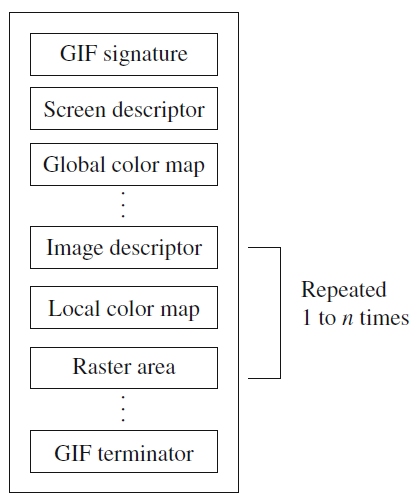 GIF signature
Screen descriptor
Global color map
Image descriptor
Local color map
Raster area
Repeated
1 to n times
GIF terminator